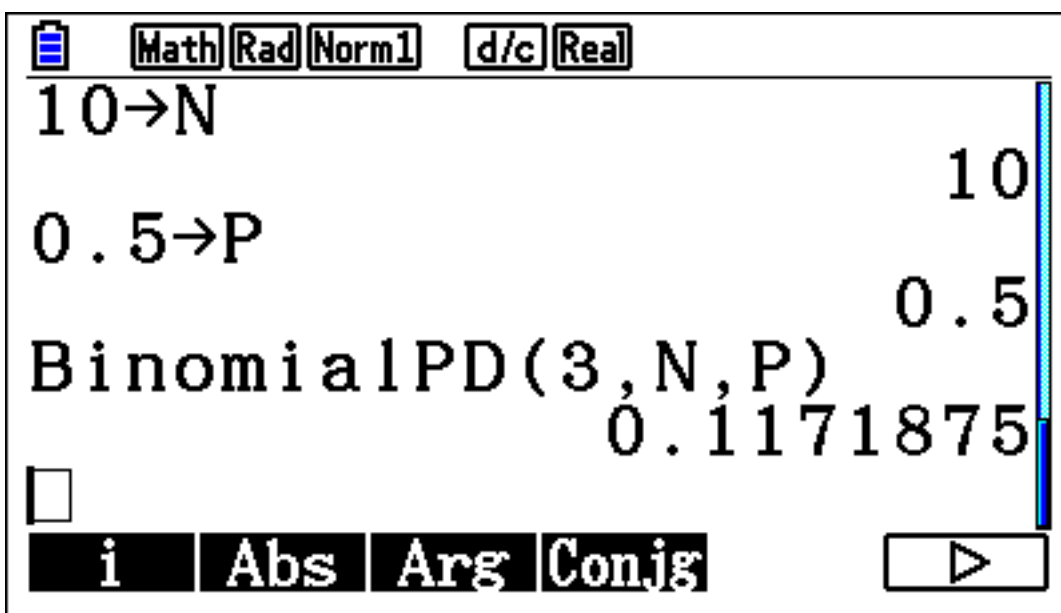 Math Rad Norm1 d/c Real
10→N
10
0.5→P
0.5
BinomialPD(3,N,P)
0.1171875
i Abs Arg Conjg ▷